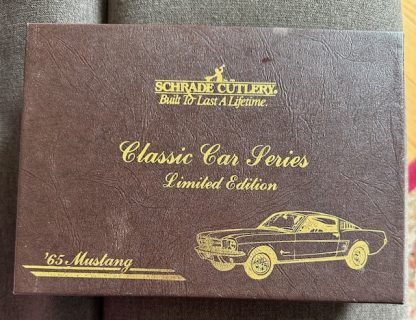 SCHRADE CUTLERY®
Built To Last A Lifetime.
Classic Car Series
Limited Edition
'65 Mustang